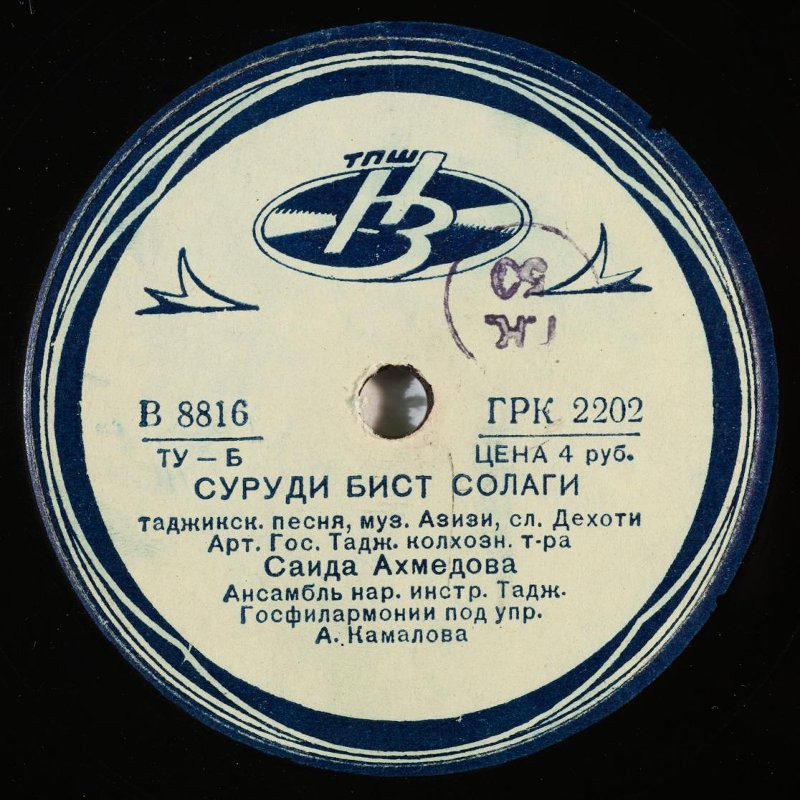 ТПШ
НЗ
В 8816
ГРК 2202
ТУ – Б
ЦЕНА 4 руб.
СУРУДИ БИСТ СОЛАГИ
таджикск. песня, муз. Азизи, сл. Дехоти
Арт. Гос. Тадж. колхозн. т-ра
Саида Ахмедова
Ансамбль нар. инстр. Тадж.
Госфилармонии под упр.
А. Камалова